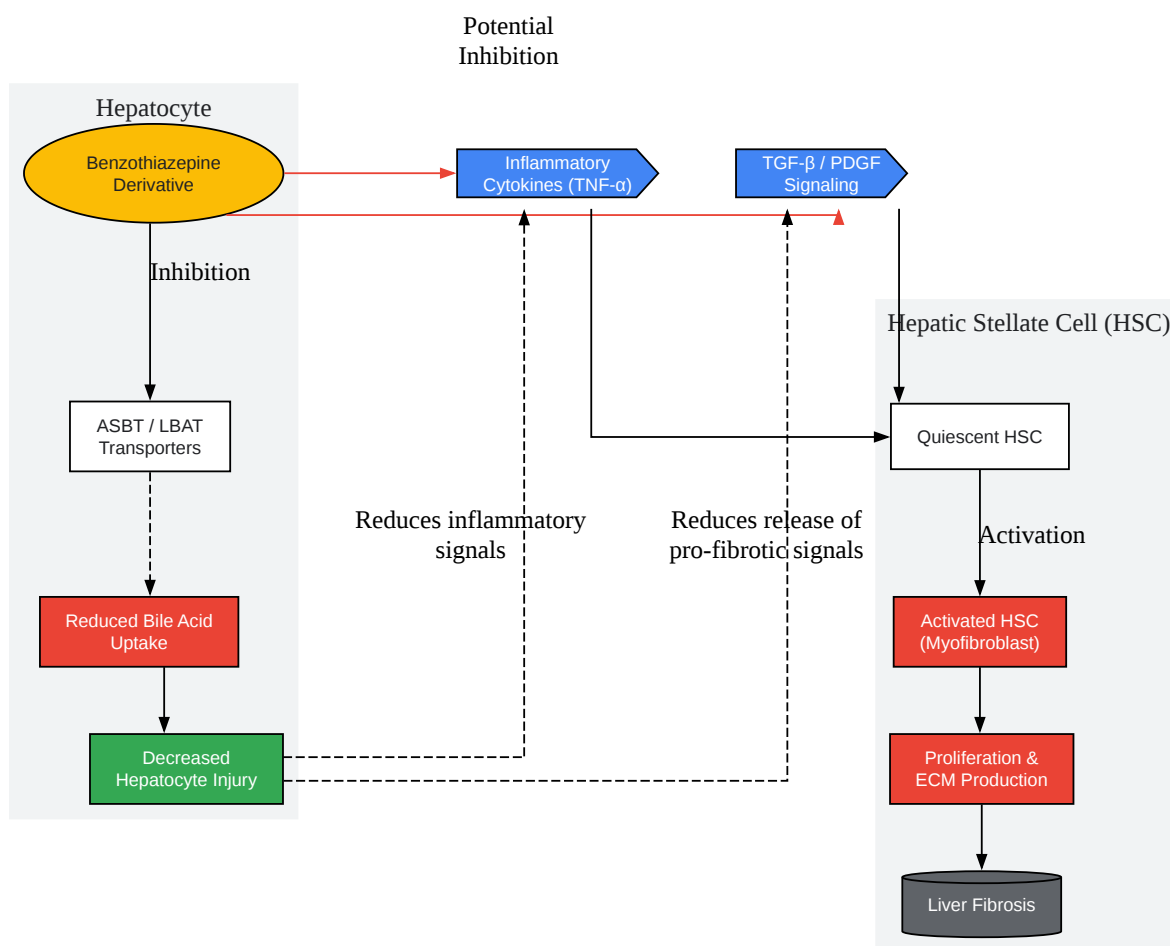 Potential
Inhibition
Hepatocyte
Benzothiazepine
Derivative
Inflammatory
Cytokines (TNF-α)
TGF-β / PDGF
Signaling
Inhibition
Hepatic Stellate Cell (HSC)
ASBT / LBAT
Transporters
Quiescent HSC
Reduces inflammatory
signals
Reduces release of
pro-fibrotic signals
Activation
Reduced Bile Acid
Uptake
Activated HSC
(Myofibroblast)
Decreased
Hepatocyte Injury
Proliferation &
ECM Production
Liver Fibrosis